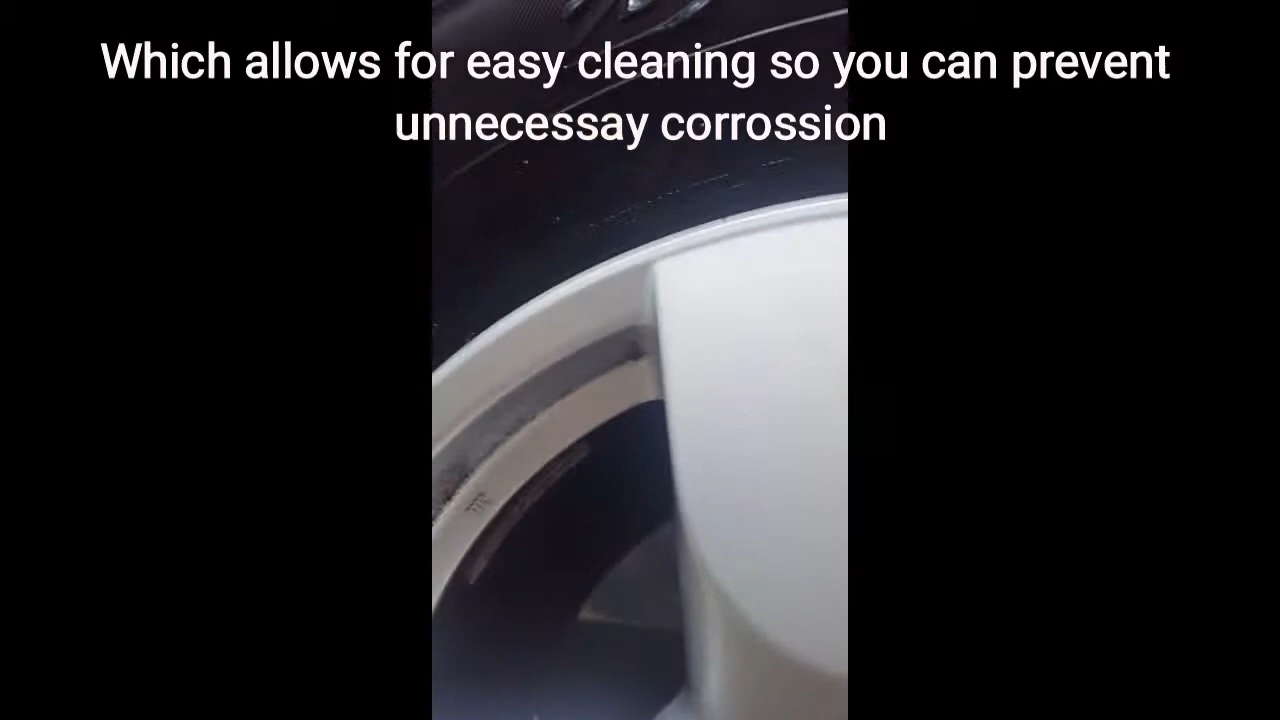 Which allows for easy cleaning so you can prevent
unnecessay corrossion